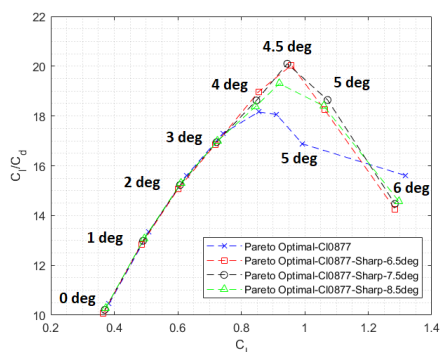 22
20
18
16
14
12
10
C_l/C_d
0.2
0.4
0.6
0.8
1
1.2
1.4
C_l
0 deg
1 deg
2 deg
3 deg
4 deg
4.5 deg
5 deg
5 deg
6 deg
Pareto Optimal-Cl0877
Pareto Optimal-Cl0877-Sharp-6.5deg
Pareto Optimal-Cl0877-Sharp-7.5deg
Pareto Optimal-Cl0877-Sharp-8.5deg